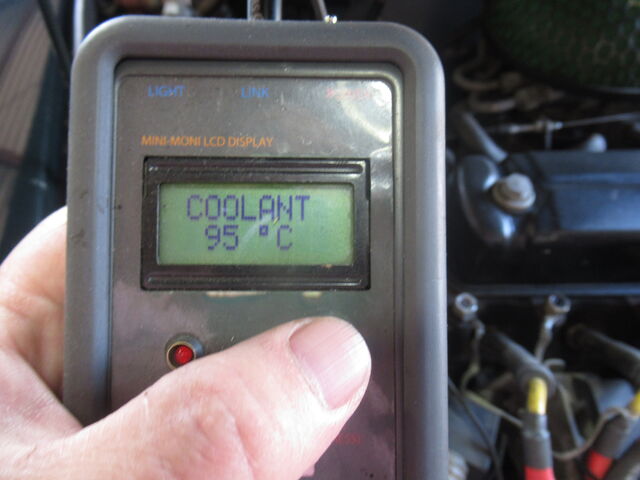 LIGHT LINK
MINI-MONI LCD DISPLAY
COOLANT
95 °C